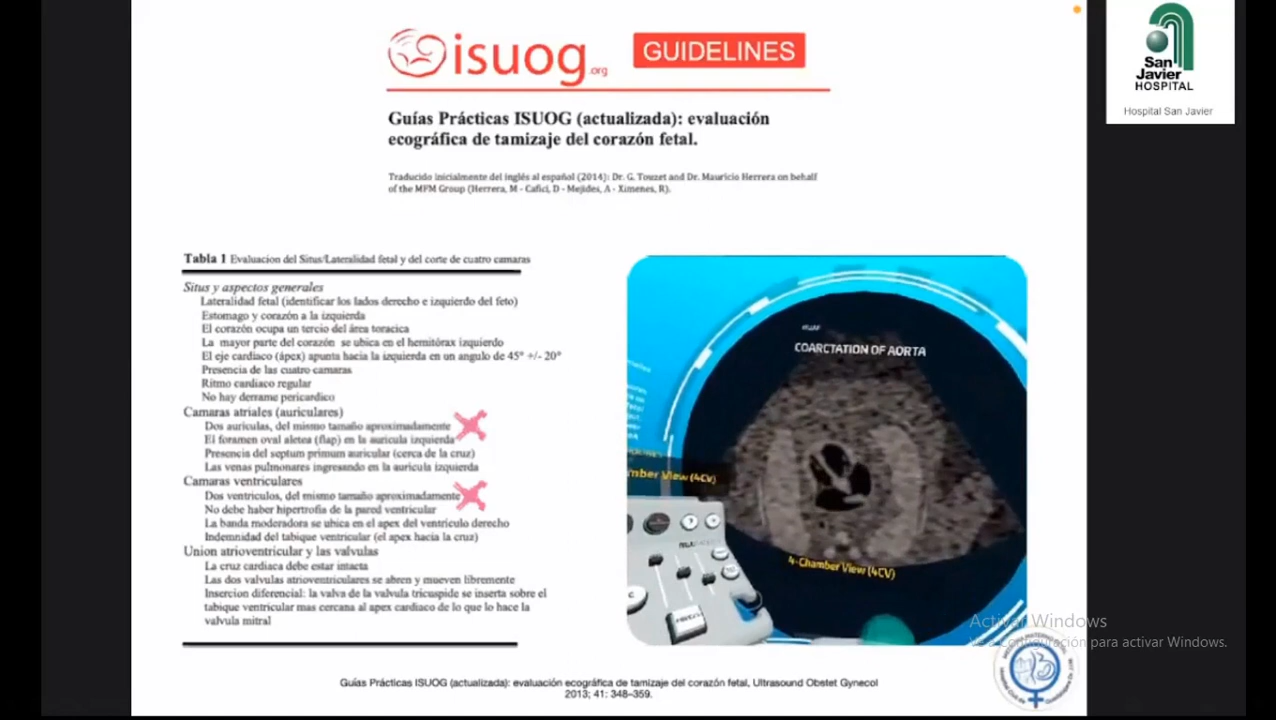 isuog.org
GUIDELINES
San
Javier
HOSPITAL
Hospital San Javier
Guías Prácticas ISUOG (actualizada): evaluación
ecográfica de tamizaje del corazón fetal.
Traducido inicialmente del inglés al español (2014): Dr. G. Touzet and Dr. Mauricio Herrera on behalf
of the MFM Group (Herrera, M - Cafici, D - Mejides, A - Ximenes, R).
Tabla 1 Evaluacion del Situs/Lateralidad fetal y del corte de cuatro camaras
Situs y aspectos generales
Lateralidad fetal (identificar los lados derecho e izquierdo del feto)
Estomago y corazón a la izquierda
El corazón ocupa un tercio del área toracica
La mayor parte del corazón se ubica en el hemitórax izquierdo
El eje cardiaco (ápex) apunta hacia la izquierda en un angulo de 45° +/- 20°
Presencia de las cuatro camaras
Ritmo cardiaco regular
No hay derrame pericardico
Camaras atriales (auriculares)
Dos auriculas, del mismo tamaño aproximadamente
El foramen oval aletea (flap) en la auricula izquierda
Presencia del septum primum auricular (cerca de la cruz)
Las venas pulmonares ingresando en la auricula izquierda
Camaras ventriculares
Dos ventriculos, del mismo tamaño aproximadamente
No debe haber hipertrofia de la pared ventricular
La banda moderadora se ubica en el apex del ventriculo derecho
Indemnidad del tabique ventricular (el apex hacia la cruz)
Union atrioventricular y las valvulas
La cruz cardiaca debe estar intacta
Las dos valvulas atrioventriculares se abren y mueven libremente
Insercion diferencial: la valva de la valvula tricuspide se inserta sobre el
tabique ventricular mas cercana al apex cardiaco de lo que lo hace la
valvula mitral
COARCTATION OF AORTA
mber View (4CV)
4-Chamber View (4CV)
Activar Windows
Configuración para activar Windows.
Guías Prácticas ISUOG (actualizada): evaluación ecográfica de tamizaje del corazón fetal, Ultrasound Obstet Gynecol
2013; 41: 348–359.